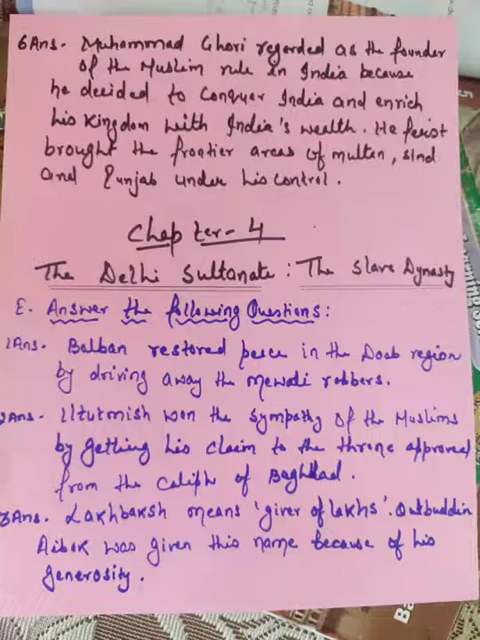 6Ans. Muhammad Ghori regarded as the founder
of the Muslim rule in India because
he decided to conquer India and enrich
his kingdom with India's wealth. He first
brought the frontier areas of multan, sind
and Punjab under his control.
Chapter-4
The Delhi Sultanate: The Slave Dynasty
E. Answer the following Questions:
1Ans. Balban restored peace in the Doab region
by driving away the mewati robbers.
2Ans- Iltutmish won the sympathy of the Muslims
by getting his claim to the throne approved
from the caliph of Baghdad.
3Ans. Lakhbaksh means 'giver of lakhs'. Qutbuddin
Aibak was given this name because of his
generosity.